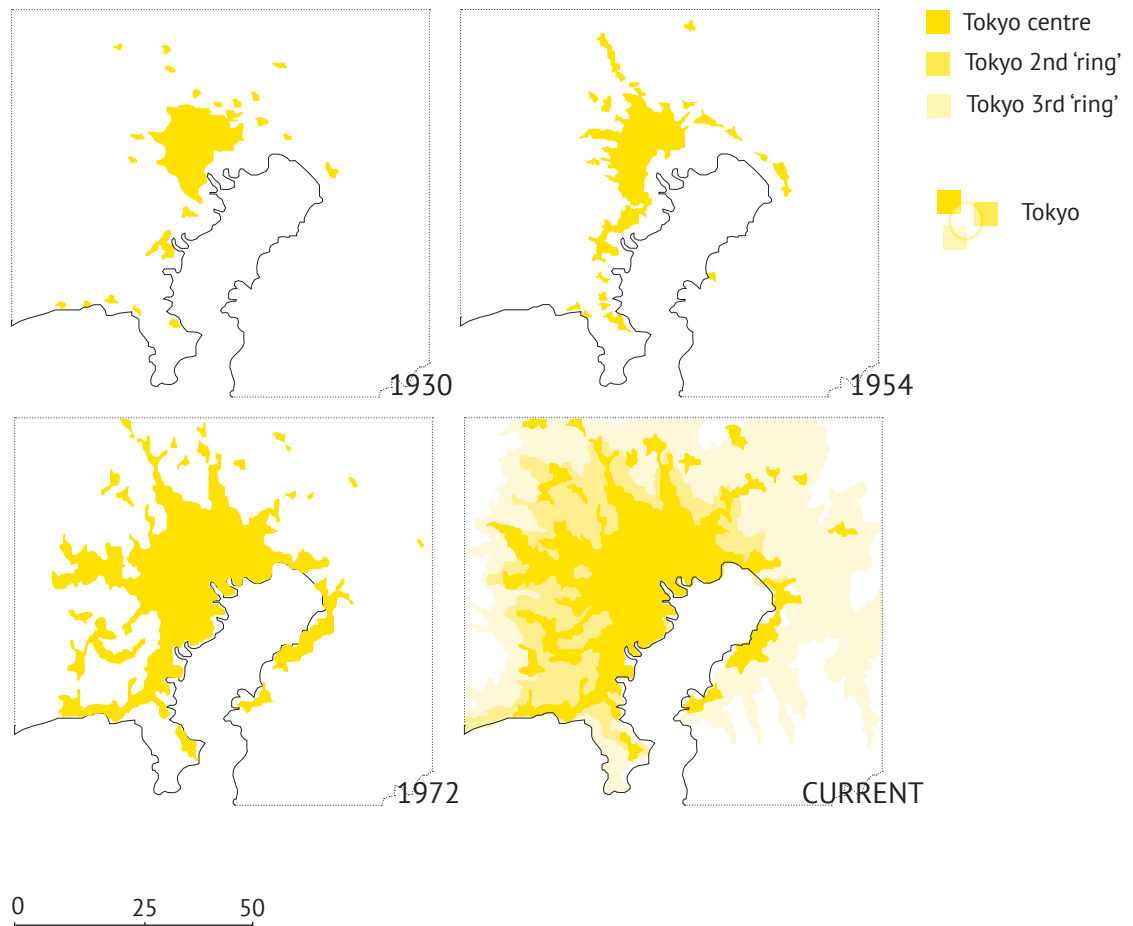 Tokyo centre
Tokyo 2nd ‘ring’
Tokyo 3rd ‘ring’
Tokyo
1930
1954
1972
CURRENT
0 25 50